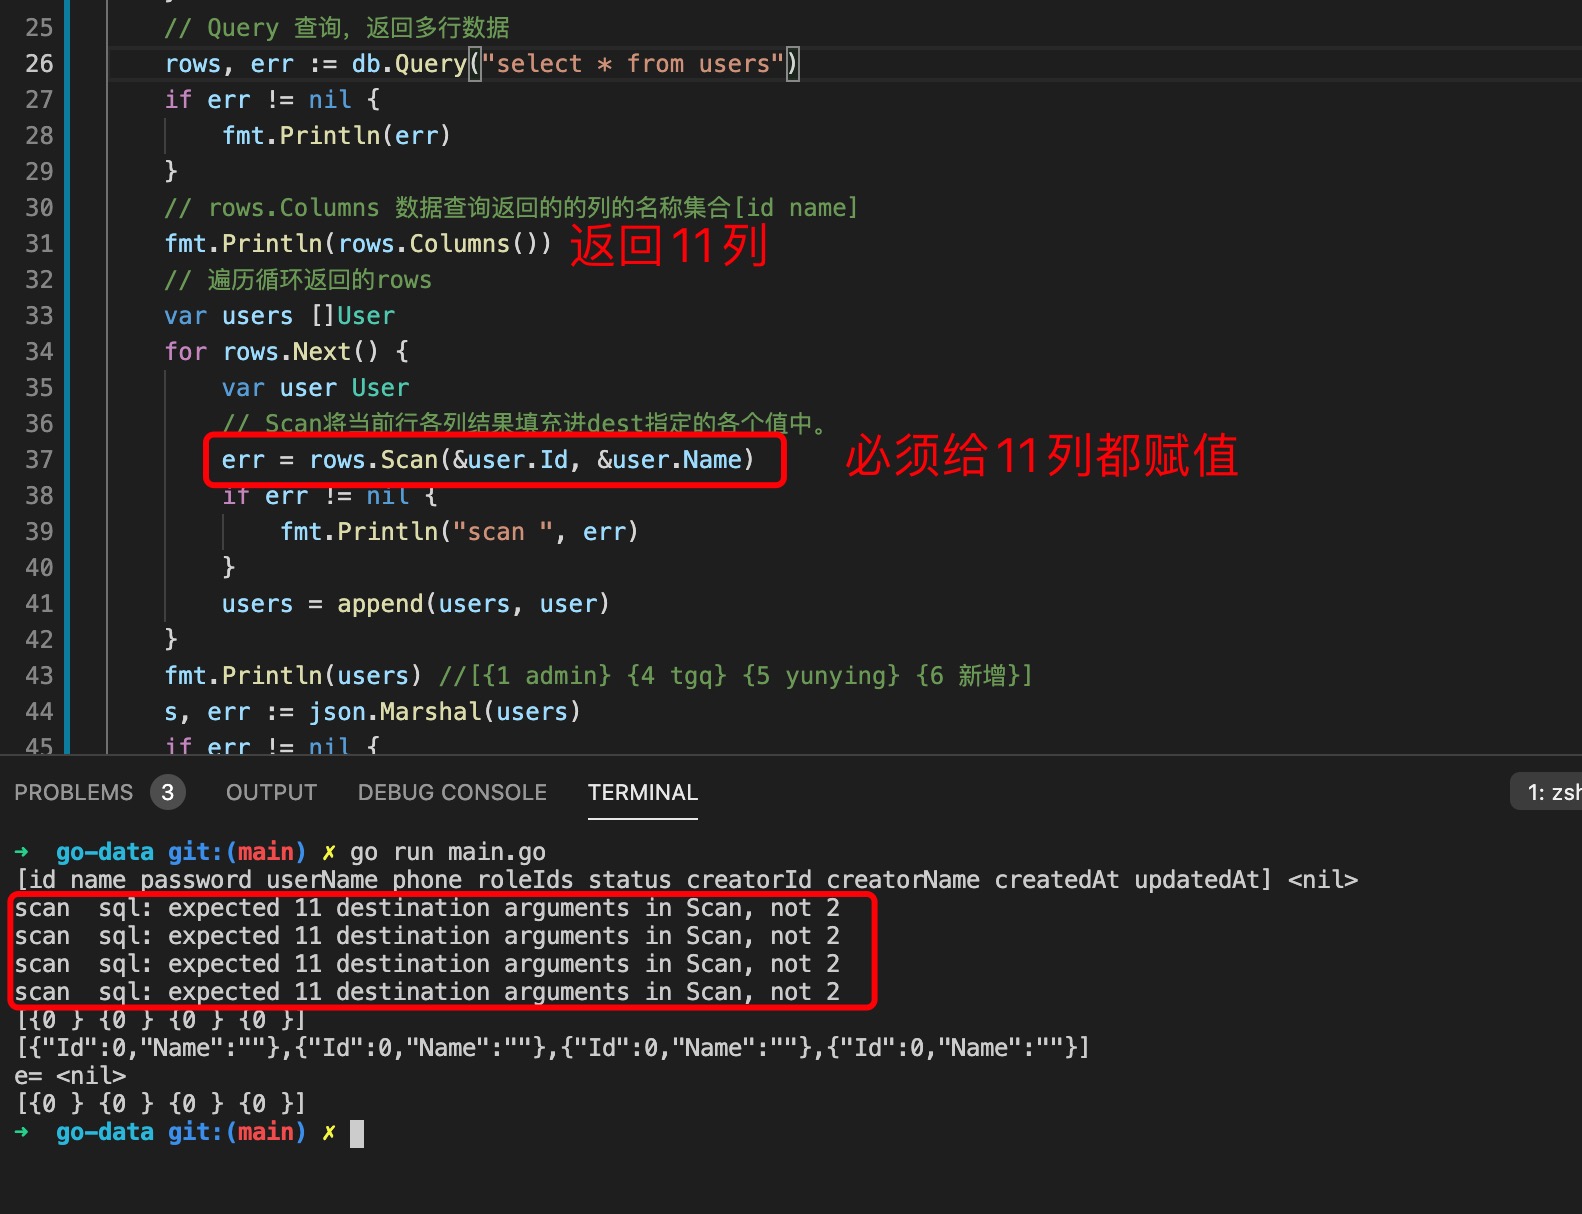 25 // Query 查询，返回多行数据
26 rows, err := db.Query("select * from users")
27 if err != nil {
28 fmt.Println(err)
29 }
30 // rows.Columns 数据查询返回的的列的名称集合[id name]
31 fmt.Println(rows.Columns()) 返回11列
32 // 遍历循环返回的rows
33 var users []User
34 for rows.Next() {
35 var user User
36 // Scan将当前行各列结果填充进dest指定的各个值中。
37 err = rows.Scan(&user.Id, &user.Name) 必须给11列都赋值
38 if err != nil {
39 fmt.Println("scan ", err)
40 }
41 users = append(users, user)
42 }
43 fmt.Println(users) //[{1 admin} {4 tgq} {5 yunying} {6 新增}]
44 s, err := json.Marshal(users)
45 if err != nil {
PROBLEMS 3 OUTPUT DEBUG CONSOLE TERMINAL 1: zsh
➜ go-data git:(main) ✗ go run main.go
[id name password userName phone roleIds status creatorId creatorName createdAt updatedAt] <nil>
scan  sql: expected 11 destination arguments in Scan, not 2
scan  sql: expected 11 destination arguments in Scan, not 2
scan  sql: expected 11 destination arguments in Scan, not 2
scan  sql: expected 11 destination arguments in Scan, not 2
[{0 } {0 } {0 } {0 }]
[{"Id":0,"Name":""},{"Id":0,"Name":""},{"Id":0,"Name":""},{"Id":0,"Name":""}]
e= <nil>
[{0 } {0 } {0 } {0 }]
➜ go-data git:(main) ✗